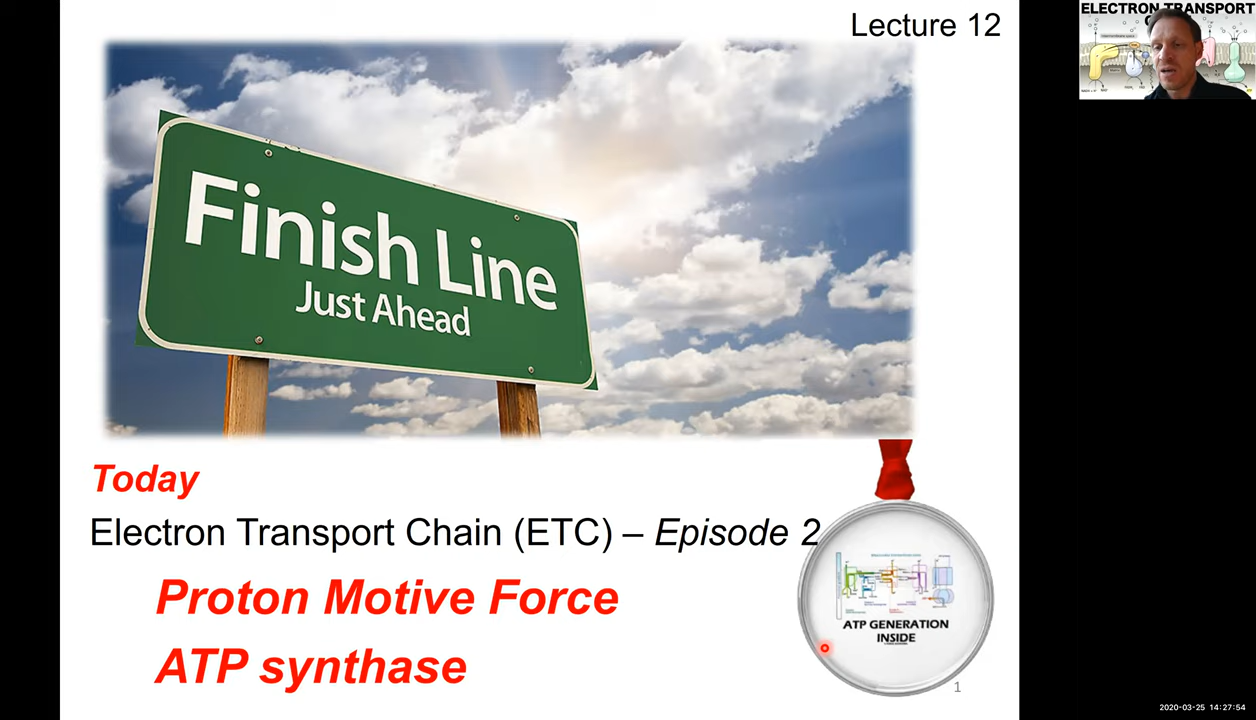 Lecture 12
ELECTRON TRANSPORT
Finish Line
Just Ahead
Today
Electron Transport Chain (ETC) – Episode 2
Proton Motive Force
ATP synthase
ATP GENERATION
INSIDE
1
2020-03-25 14:27:54